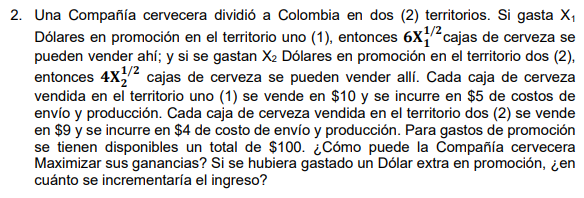 2. Una Compañía cervecera dividió a Colombia en dos (2) territorios. Si gasta X₁
Dólares en promoción en el territorio uno (1), entonces 6X₁^1/2 cajas de cerveza se
pueden vender ahí; y si se gastan X₂ Dólares en promoción en el territorio dos (2),
entonces 4X₂^1/2 cajas de cerveza se pueden vender allí. Cada caja de cerveza
vendida en el territorio uno (1) se vende en $10 y se incurre en $5 de costos de
envío y producción. Cada caja de cerveza vendida en el territorio dos (2) se vende
en $9 y se incurre en $4 de costo de envío y producción. Para gastos de promoción
se tienen disponibles un total de $100. ¿Cómo puede la Compañía cervecera
Maximizar sus ganancias? Si se hubiera gastado un Dólar extra en promoción, ¿en
cuánto se incrementaría el ingreso?